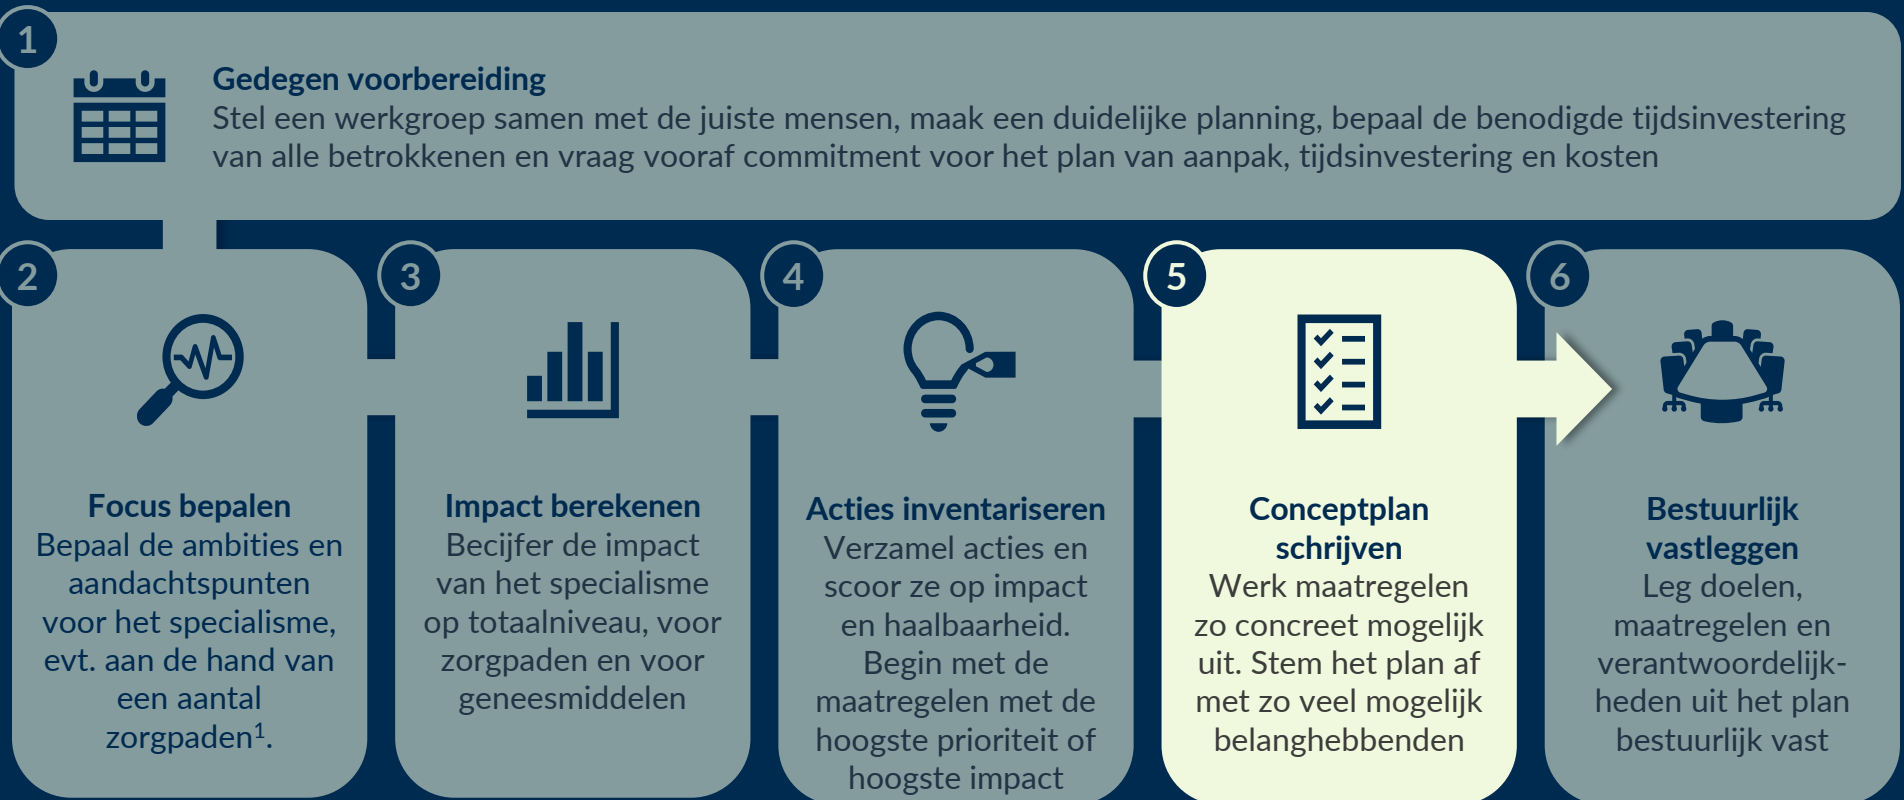 1
Gedegen voorbereiding
Stel een werkgroep samen met de juiste mensen, maak een duidelijke planning, bepaal de benodigde tijdsinvestering
van alle betrokkenen en vraag vooraf commitment voor het plan van aanpak, tijdsinvestering en kosten
2
Focus bepalen
Bepaal de ambities en
aandachtspunten
voor het specialisme,
evt. aan de hand van
een aantal
zorgpaden¹.
3
Impact berekenen
Becijfer de impact
van het specialisme
op totaalniveau, voor
zorgpaden en voor
geneesmiddelen
4
Acties inventariseren
Verzamel acties en
scoor ze op impact
en haalbaarheid.
Begin met de
maatregelen met de
hoogste prioriteit of
hoogste impact
5
Conceptplan
schrijven
Werk maatregelen
zo concreet mogelijk
uit. Stem het plan af
met zo veel mogelijk
belanghebbenden
6
Bestuurlijk
vastleggen
Leg doelen,
maatregelen en
verantwoordelijk-
heden uit het plan
bestuurlijk vast